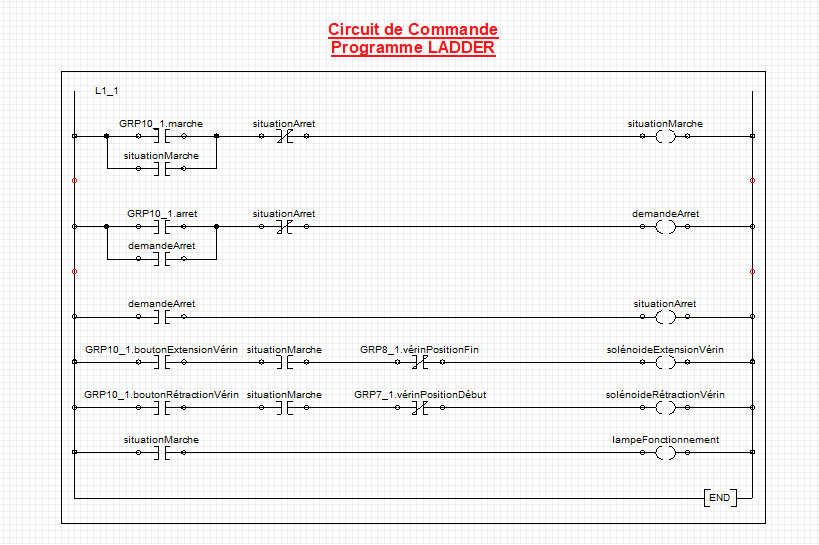 Circuit de Commande
Programme LADDER
L1_1
GRP10_1.marche situationArret situationMarche
situationMarche
GRP10_1.arret situationArret demandeArret
demandeArret
demandeArret situationArret
GRP10_1.boutonExtensionVérin situationMarche GRP8_1.vérinPositionFin solénoideExtensionVérin
GRP10_1.boutonRétractionVérin situationMarche GRP7_1.vérinPositionDébut solénoideRétractionVérin
situationMarche lampeFonctionnement
END